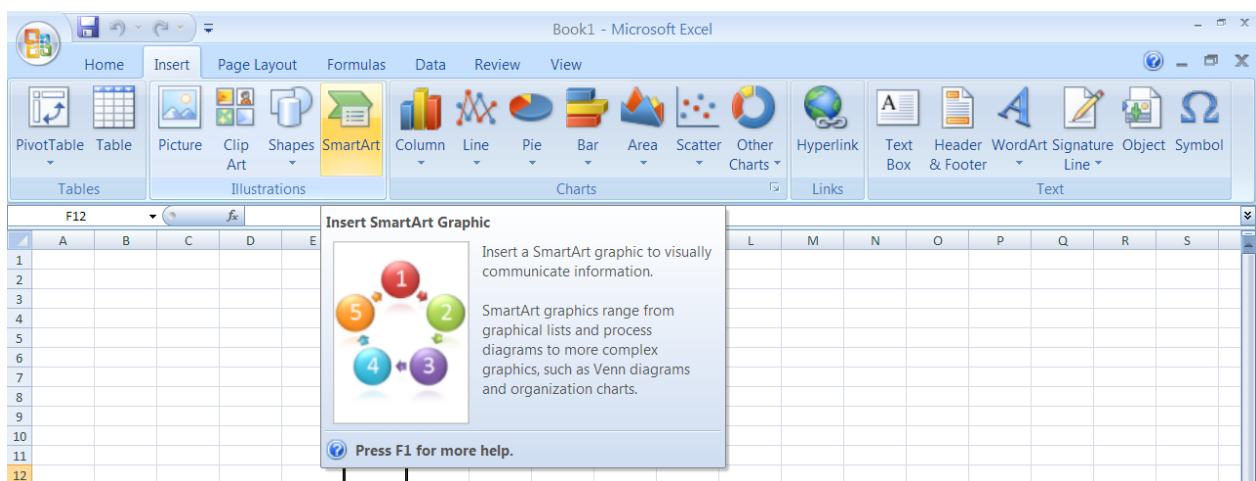 Book1 - Microsoft Excel
Home Insert Page Layout Formulas Data Review View
PivotTable Table Picture Clip Art Shapes SmartArt Column Line Pie Bar Area Scatter Other Charts Hyperlink Text Box Header & Footer WordArt Signature Line Object Symbol
Tables Illustrations Charts Links Text
F12 fx
A B C D E L M N O P Q R S
Insert SmartArt Graphic
Insert a SmartArt graphic to visually
communicate information.
SmartArt graphics range from
graphical lists and process
diagrams to more complex
graphics, such as Venn diagrams
and organization charts.
1
5 2
4 3
Press F1 for more help.
1
2
3
4
5
6
7
8
9
10
11
12